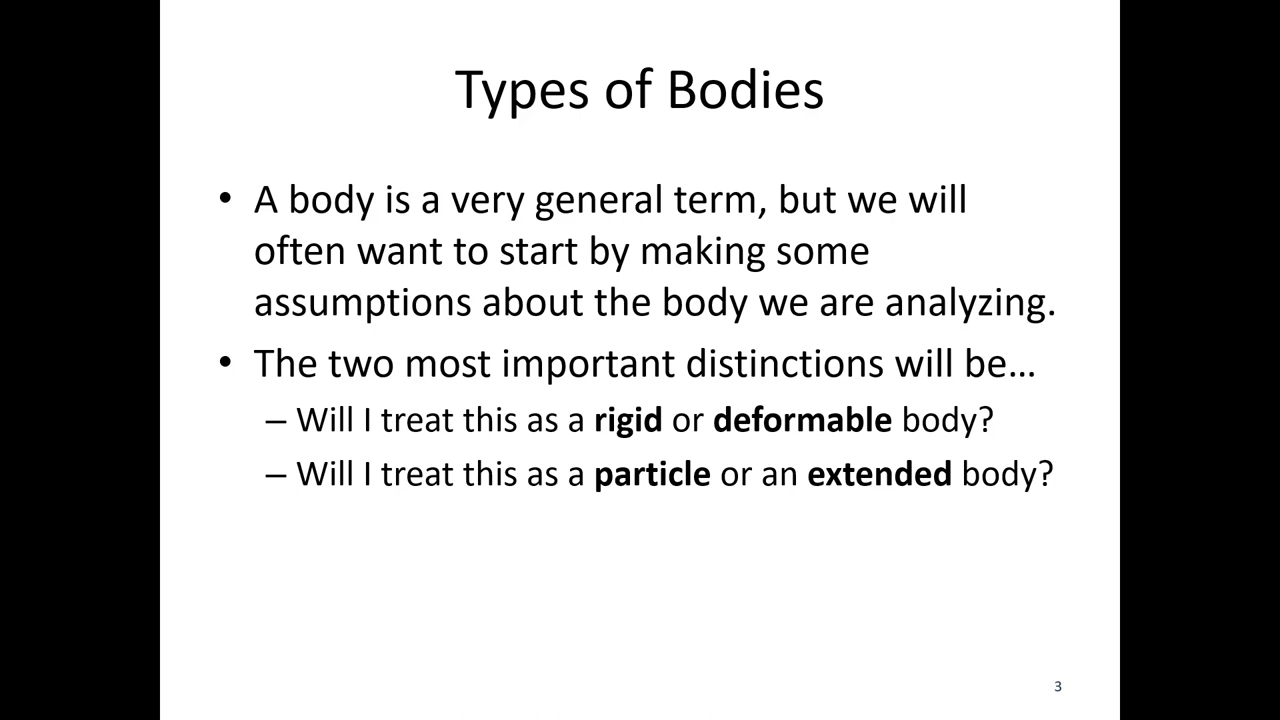 Types of Bodies
• A body is a very general term, but we will
often want to start by making some
assumptions about the body we are analyzing.
• The two most important distinctions will be…
– Will I treat this as a rigid or deformable body?
– Will I treat this as a particle or an extended body?
3